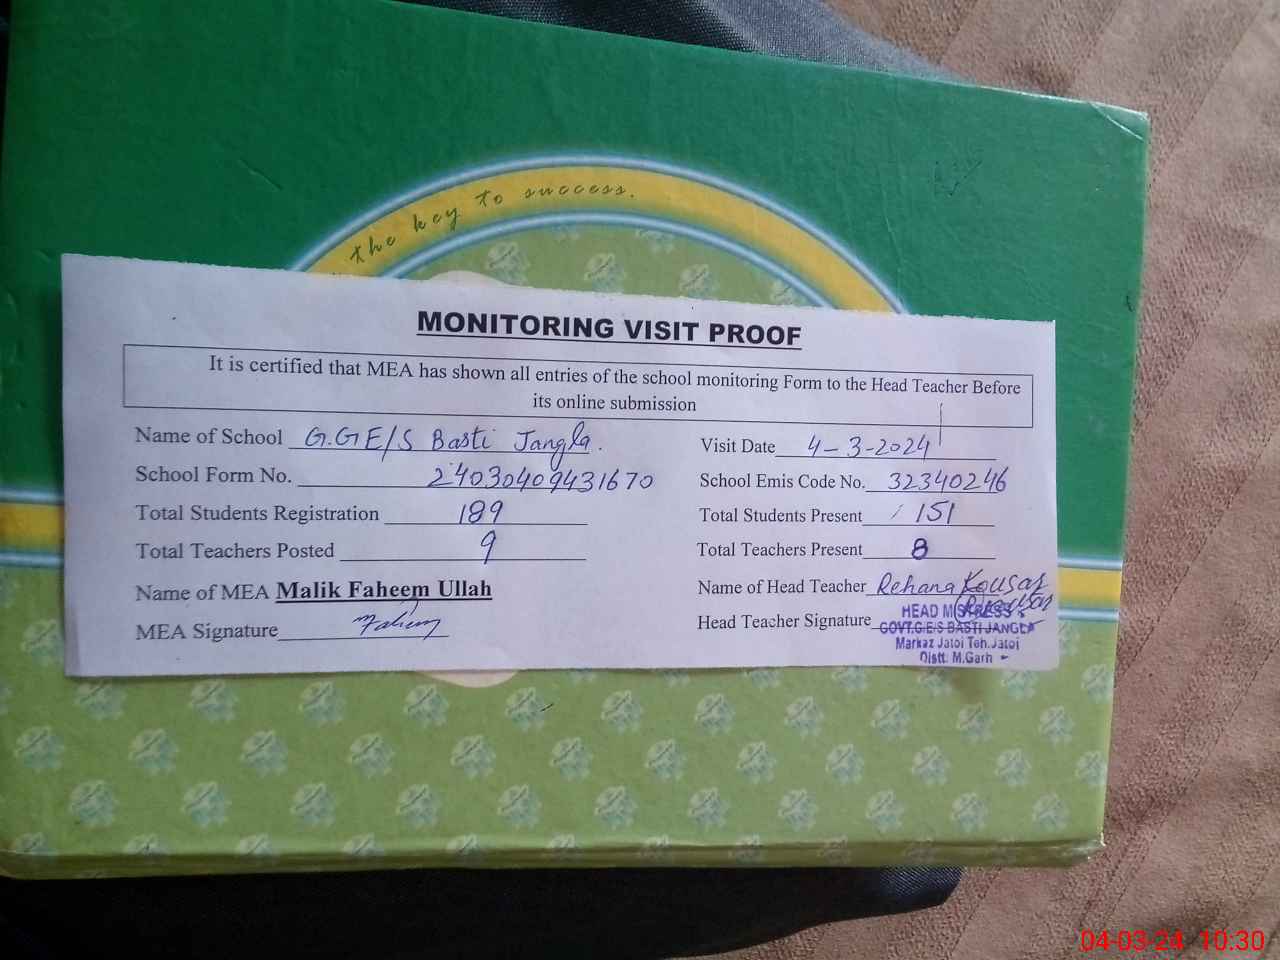 the key to success.
MONITORING VISIT PROOF
It is certified that MEA has shown all entries of the school monitoring Form to the Head Teacher Before
its online submission
Name of School G.GE/S Basti Jangla.
Visit Date 4-3-2024
School Form No. 24030409431670
School Emis Code No. 32340246
Total Students Registration 189
Total Students Present 151
Total Teachers Posted 9
Total Teachers Present 8
Name of MEA Malik Faheem Ullah
Name of Head Teacher Rehana Kousar
MEA Signature Faheem
Head Teacher Signature
HEAD MISTRESS
GOVT.G/E/S BASTI JANGLA
Markaz Jatoi Teh.Jatoi
Distt: M.Garh
04-03-24 10:30